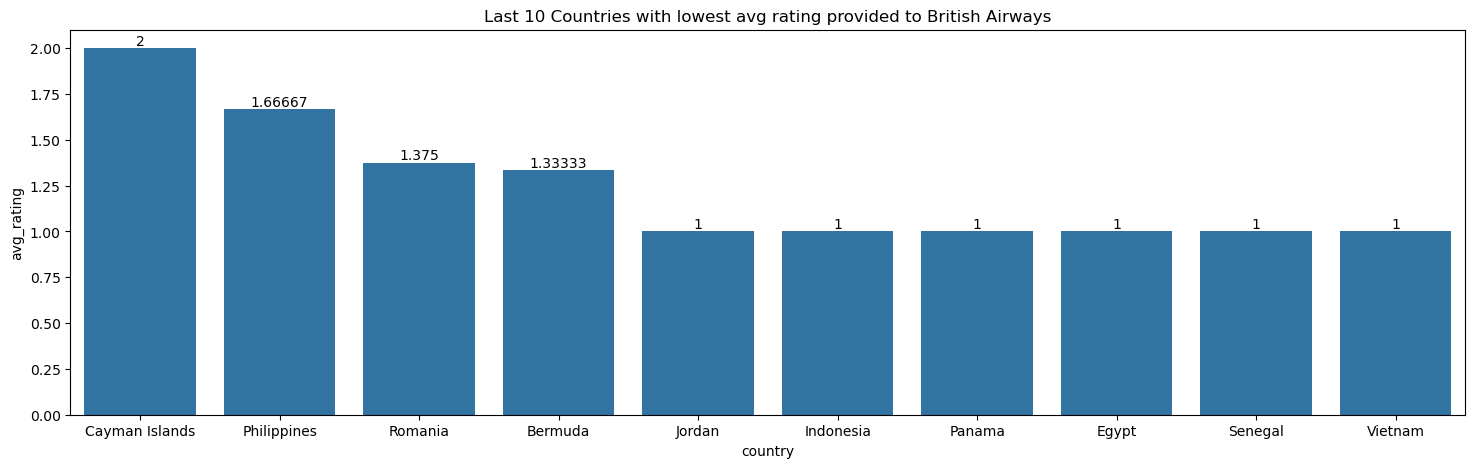 Last 10 Countries with lowest avg rating provided to British Airways
avg_rating
2.00
1.75
1.50
1.25
1.00
0.75
0.50
0.25
0.00
2
1.66667
1.375
1.33333
1
1
1
1
1
1
Cayman Islands
Philippines
Romania
Bermuda
Jordan
Indonesia
Panama
Egypt
Senegal
Vietnam
country